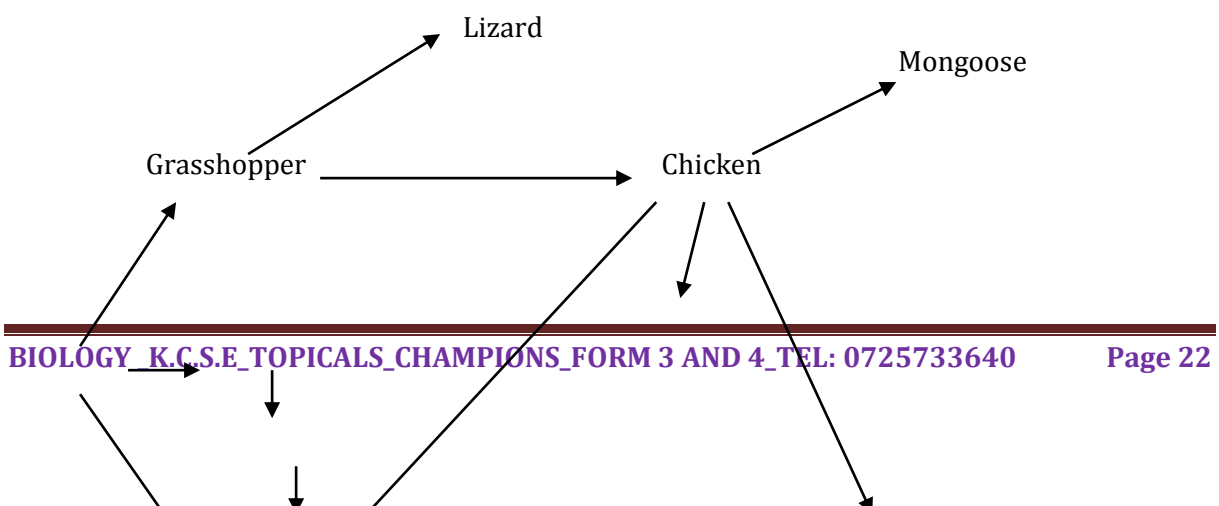 Lizard
Mongoose
Grasshopper
Chicken
BIOLOGY_K.C.S.E_TOPICALS_CHAMPIONS_FORM 3 AND 4_TEL: 0725733640 Page 22